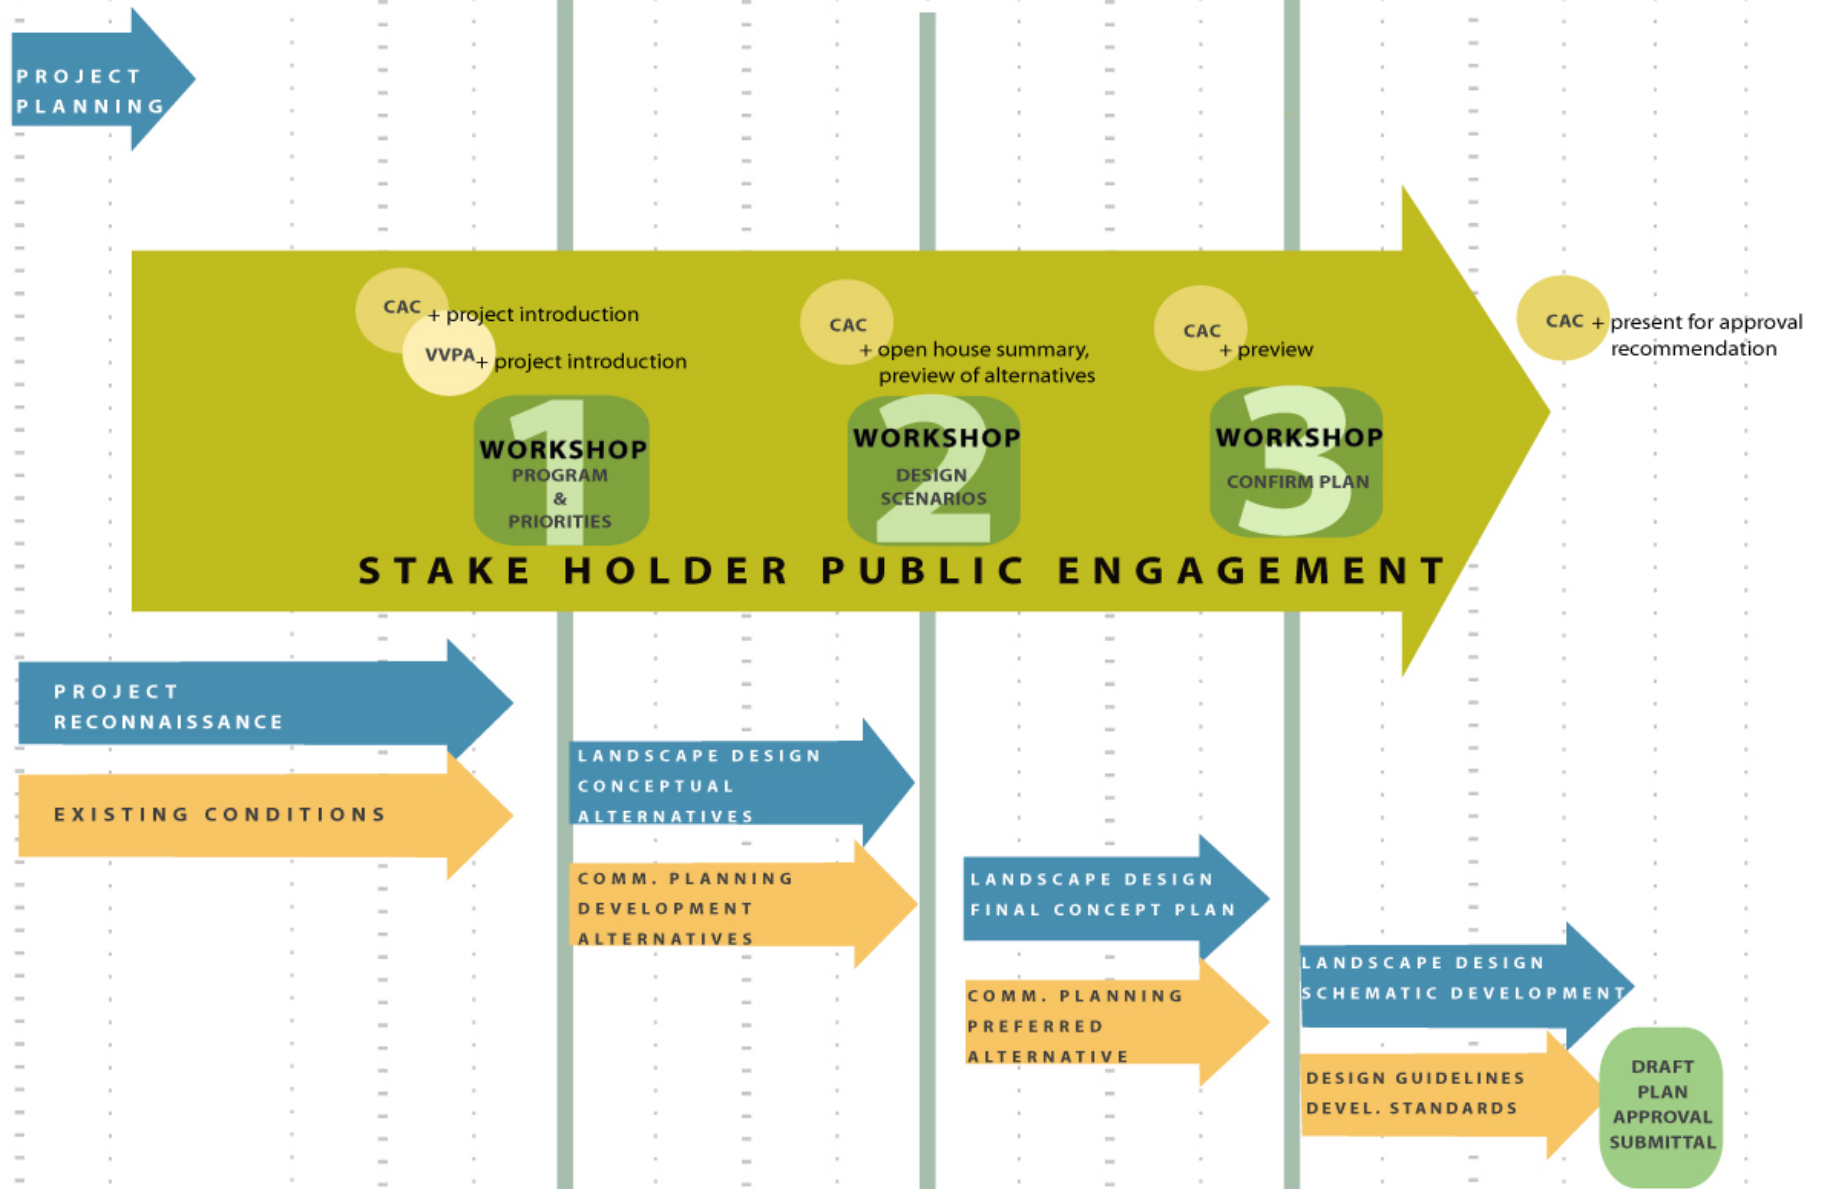 PROJECT
PLANNING
CAC + project introduction
VVPA + project introduction
CAC
+ open house summary,
preview of alternatives
CAC
+ preview
CAC + present for approval
recommendation
1
WORKSHOP
PROGRAM
&
PRIORITIES
2
WORKSHOP
DESIGN
SCENARIOS
3
WORKSHOP
CONFIRM PLAN
STAKE HOLDER PUBLIC ENGAGEMENT
PROJECT
RECONNAISSANCE
EXISTING CONDITIONS
LANDSCAPE DESIGN
CONCEPTUAL
ALTERNATIVES
COMM. PLANNING
DEVELOPMENT
ALTERNATIVES
LANDSCAPE DESIGN
FINAL CONCEPT PLAN
COMM. PLANNING
PREFERRED
ALTERNATIVE
LANDSCAPE DESIGN
SCHEMATIC DEVELOPMENT
DESIGN GUIDELINES
DEVEL. STANDARDS
DRAFT
PLAN
APPROVAL
SUBMITTAL